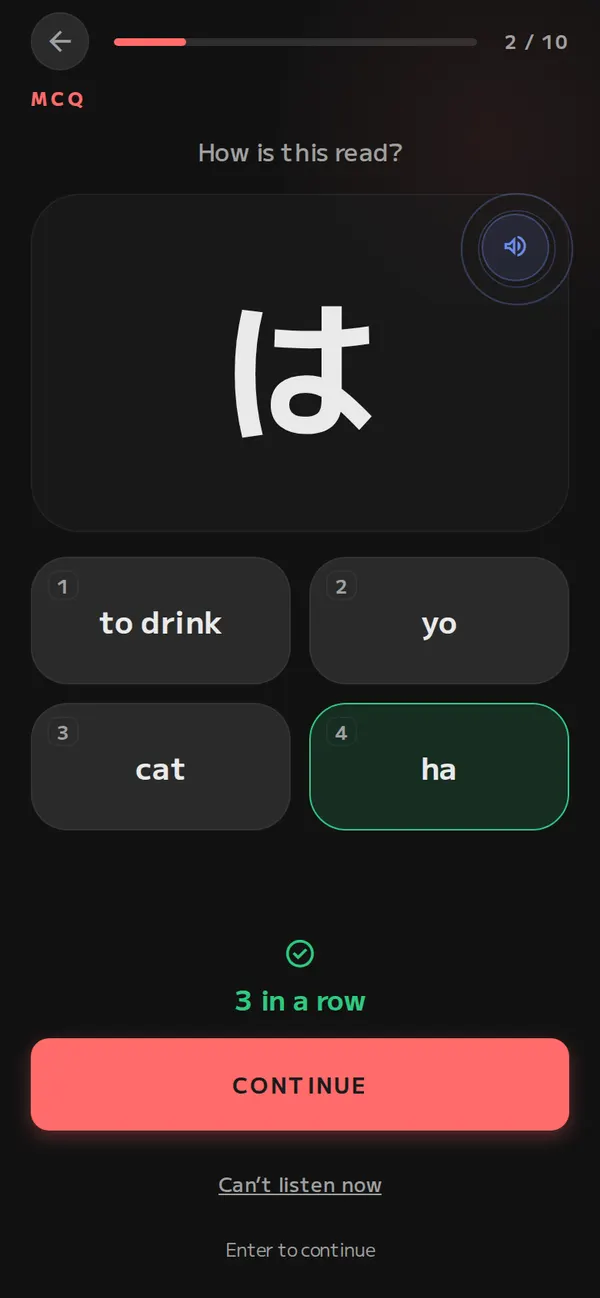 2 / 10
MCQ
How is this read?
は
1
to drink
2
yo
3
cat
4
ha
3 in a row
CONTINUE
Can't listen now
Enter to continue